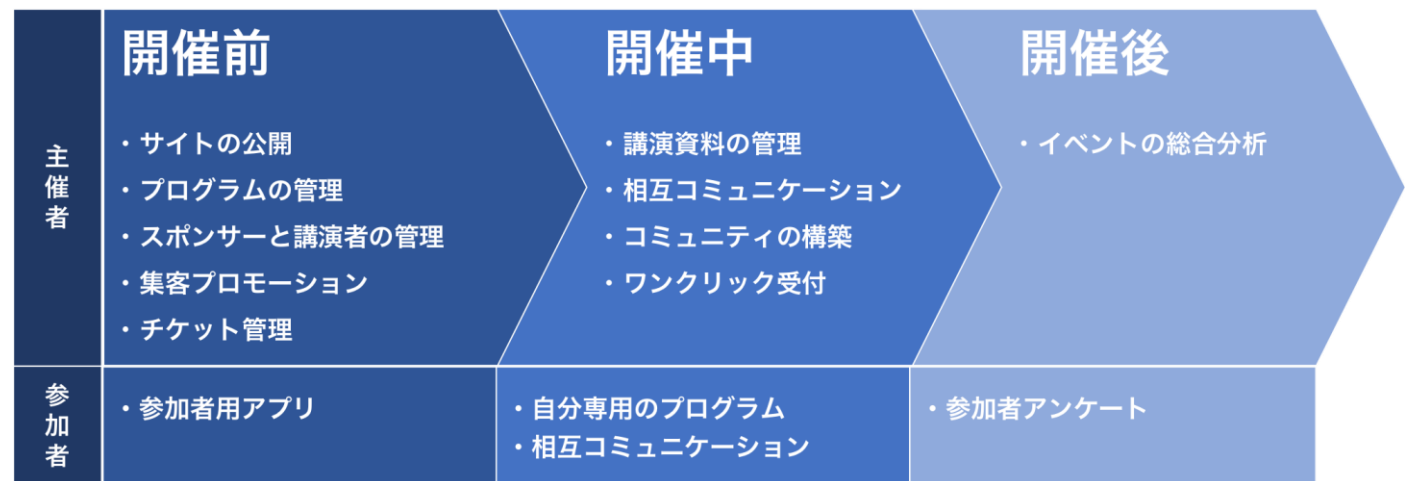 主催者
開催前
・サイトの公開
・プログラムの管理
・スポンサーと講演者の管理
・集客プロモーション
・チケット管理
開催中
・講演資料の管理
・相互コミュニケーション
・コミュニティの構築
・ワンクリック受付
開催後
・イベントの総合分析
参加者
・参加者用アプリ
・自分専用のプログラム
・相互コミュニケーション
・参加者アンケート